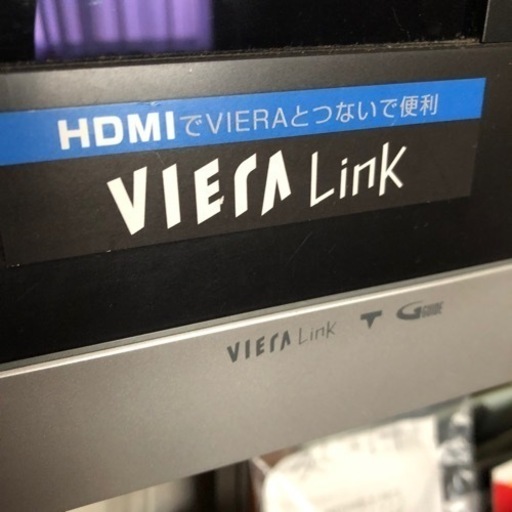 HDMIでVIERAとつないで便利
VIERA Link
VIERA Link T G GUIDE